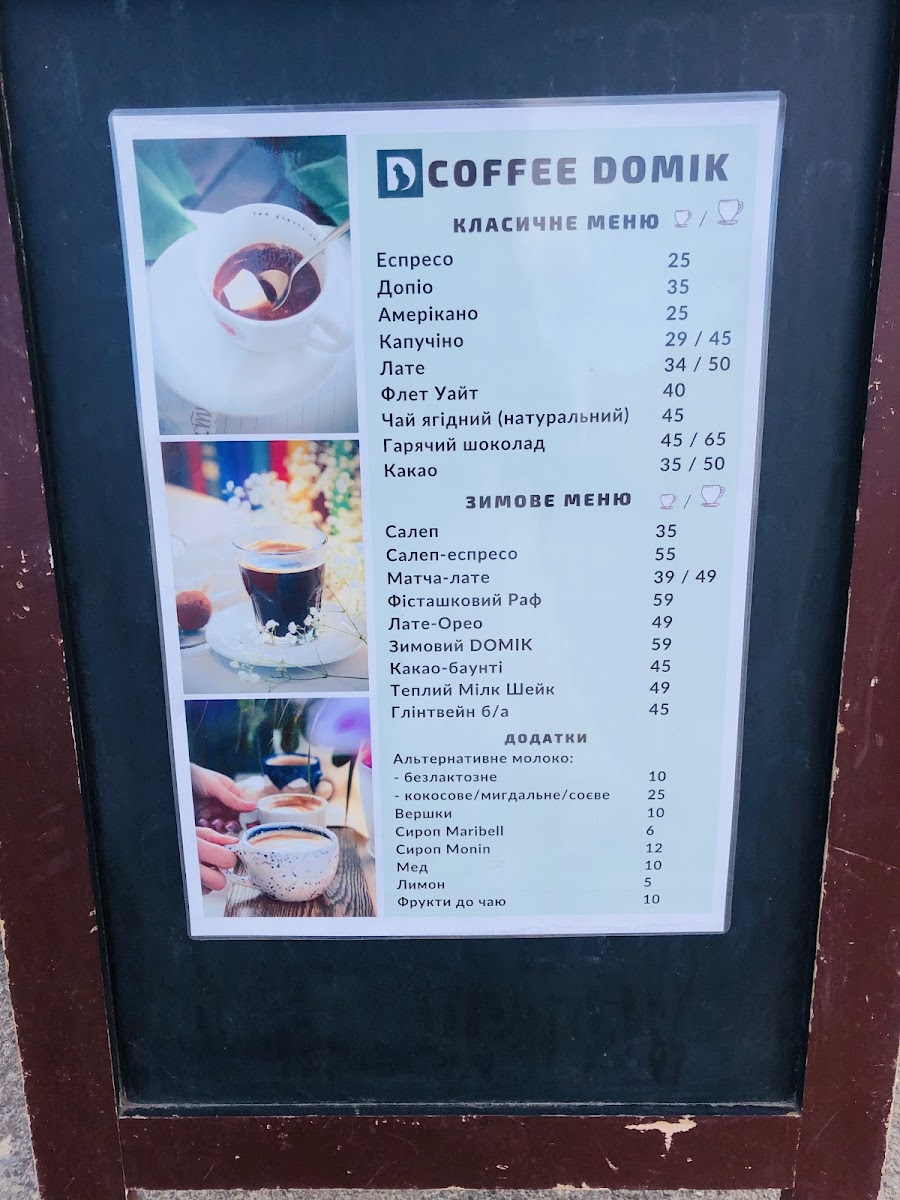 D COFFEE DOMIK
КЛАСИЧНЕ МЕНЮ /
Еспресо 25
Допіо 35
Амерікано 25
Капучіно 29 / 45
Лате 34 / 50
Флет Уайт 40
Чай ягідний (натуральний) 45
Гарячий шоколад 45 / 65
Какао 35 / 50
ЗИМОВЕ МЕНЮ /
Салеп 35
Салеп-еспресо 55
Матча-лате 39 / 49
Фісташковий Раф 59
Лате-Орео 49
Зимовий DOMIK 59
Какао-баунті 45
Теплий Мілк Шейк 49
Глінтвейн б/а 45
ДОДАТКИ
Альтернативне молоко:
- безлактозне 10
- кокосове/мигдальне/соєве 25
Вершки 10
Сироп Maribell 6
Сироп Monin 12
Мед 10
Лимон 5
Фрукти до чаю 10